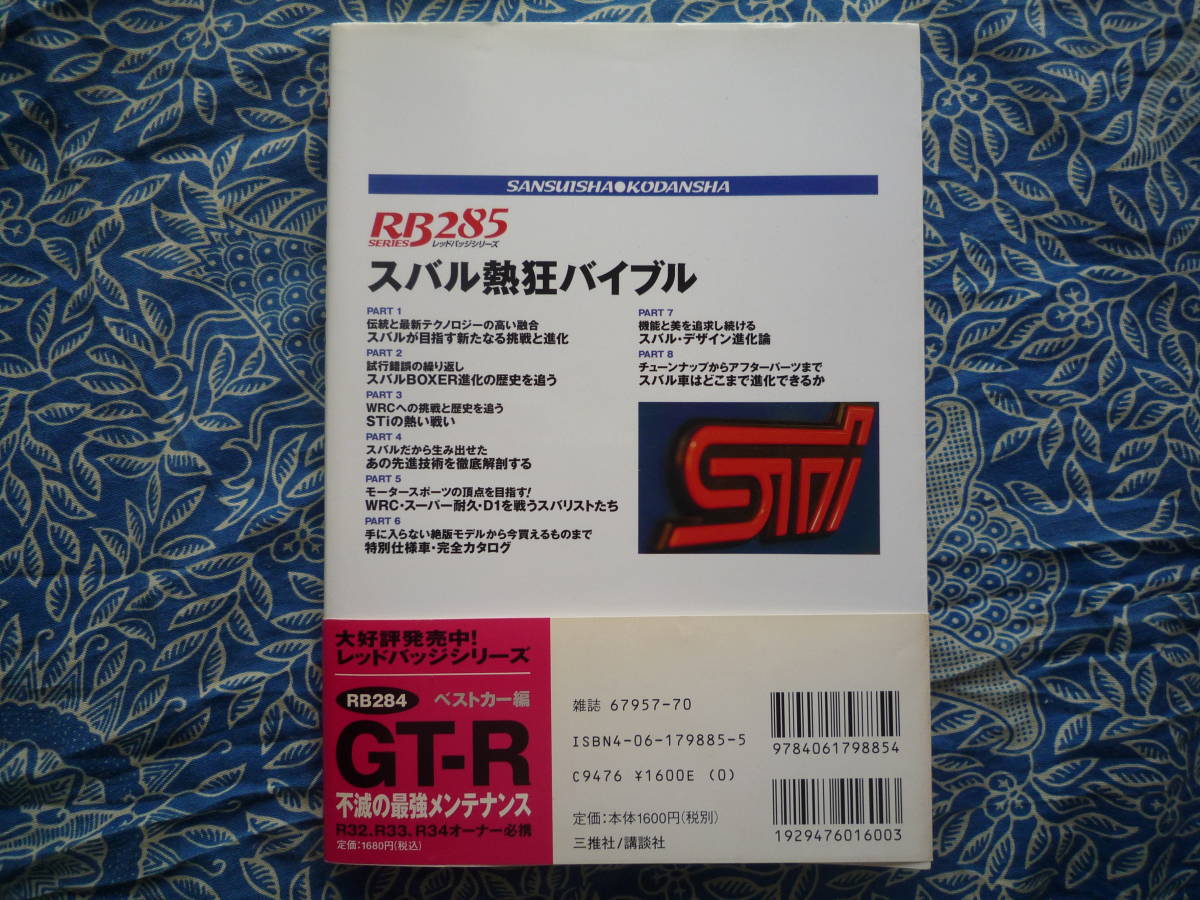 SANSUISHA●KODANSHA
RB285
SERIES レッドバッジシリーズ
スバル熱狂バイブル
PART 1
伝統と最新テクノロジーの高い融合
スバルが目指す新たなる挑戦と進化
PART 2
試行錯誤の繰り返し
スバルBOXER進化の歴史を追う
PART 3
WRCへの挑戦と歴史を追う
STiの熱い戦い
PART 4
スバルだから生み出せた
あの先進技術を徹底解剖する
PART 5
モータースポーツの頂点を目指す!
WRC・スーパー耐久・D1を戦うスバリストたち
PART 6
手に入らない絶版モデルから今買えるものまで
特別仕様車・完全カタログ
PART 7
機能と美を追求し続ける
スバル・デザイン進化論
PART 8
チューンナップからアフターパーツまで
スバル車はどこまで進化できるか
STi
大好評発売中!
レッドバッジシリーズ
RB284 ベストカー編
GT-R
不滅の最強メンテナンス
R32、R33、R34オーナー必携
定価:1680円(税込)
雑誌 67957-70
ISBN4-06-179885-5
C9476 ¥1600E (0)
定価:本体1600円(税別)
三推社/講談社
9784061798854
1929476016003